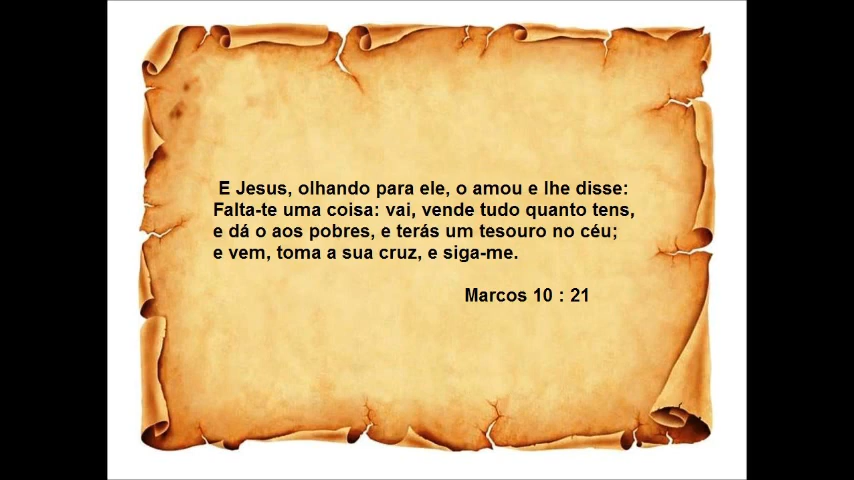 E Jesus, olhando para ele, o amou e lhe disse:
Falta-te uma coisa: vai, vende tudo quanto tens,
e dá o aos pobres, e terás um tesouro no céu;
e vem, toma a sua cruz, e siga-me.
Marcos 10 : 21